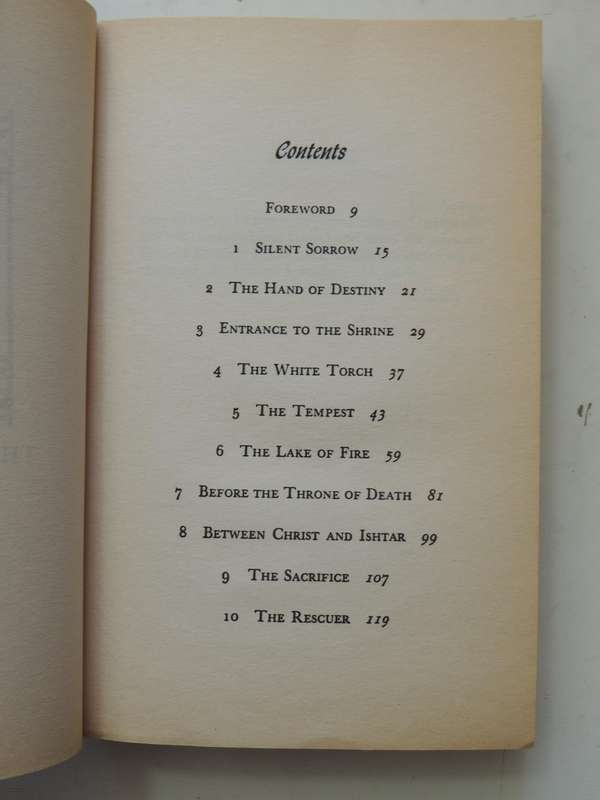 Contents
Foreword 9
1 Silent Sorrow 15
2 The Hand of Destiny 21
3 Entrance to the Shrine 29
4 The White Torch 37
5 The Tempest 43
6 The Lake of Fire 59
7 Before the Throne of Death 81
8 Between Christ and Ishtar 99
9 The Sacrifice 107
10 The Rescuer 119